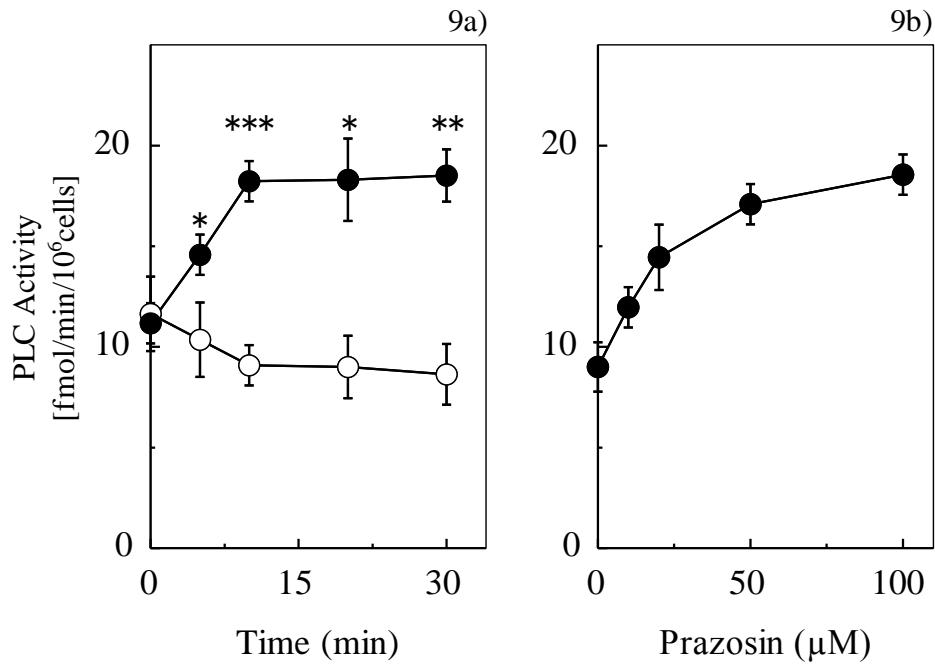 9a)
9b)
20
10
0
PLC Activity
[fmol/min/10⁶cells]
***
*
**
*
0
15
30
Time (min)
20
10
0
0
50
100
Prazosin (μM)